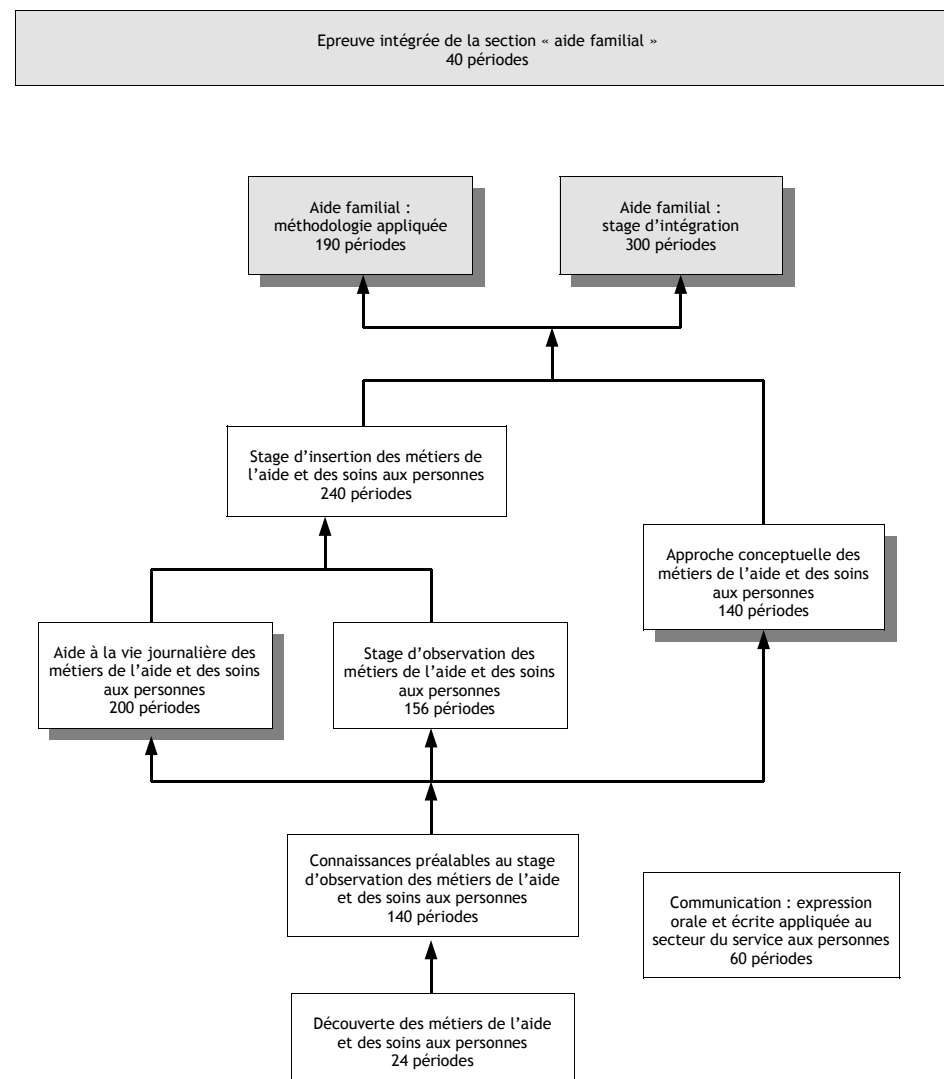 Epreuve intégrée de la section « aide familial »
40 périodes
Aide familial :
méthodologie appliquée
190 périodes
Aide familial :
stage d’intégration
300 périodes
Stage d’insertion des métiers de
l’aide et des soins aux personnes
240 périodes
Approche conceptuelle des
métiers de l’aide et des soins
aux personnes
140 périodes
Aide à la vie journalière des
métiers de l’aide et des soins
aux personnes
200 périodes
Stage d’observation des
métiers de l’aide et des soins
aux personnes
156 périodes
Connaissances préalables au stage
d’observation des métiers de l’aide
et des soins aux personnes
140 périodes
Communication : expression
orale et écrite appliquée au
secteur du service aux personnes
60 périodes
Découverte des métiers de l’aide
et des soins aux personnes
24 périodes